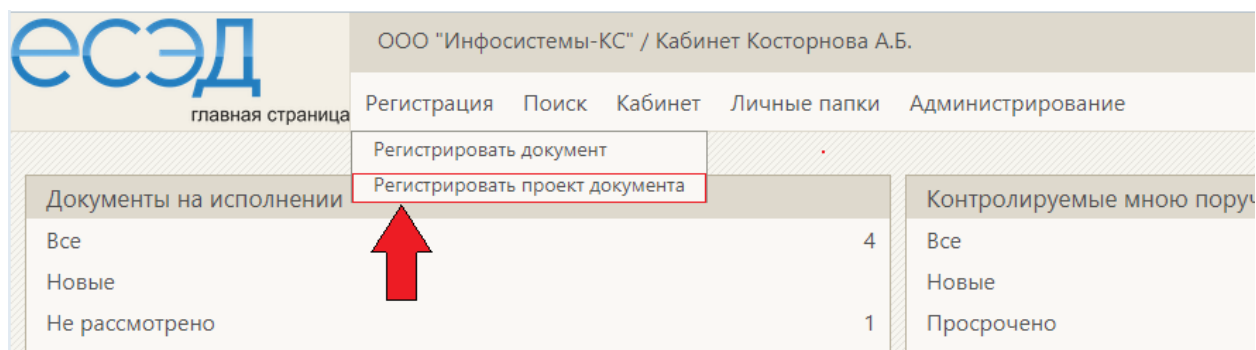 есэд
главная страница
ООО "Инфосистемы-КС" / Кабинет Косторнова А.Б.
Регистрация Поиск Кабинет Личные папки Администрирование
Регистрировать документ
Регистрировать проект документа
Документы на исполнении
Все 4
Новые
Не рассмотрено 1
Контролируемые мною поруч
Все
Новые
Просрочено